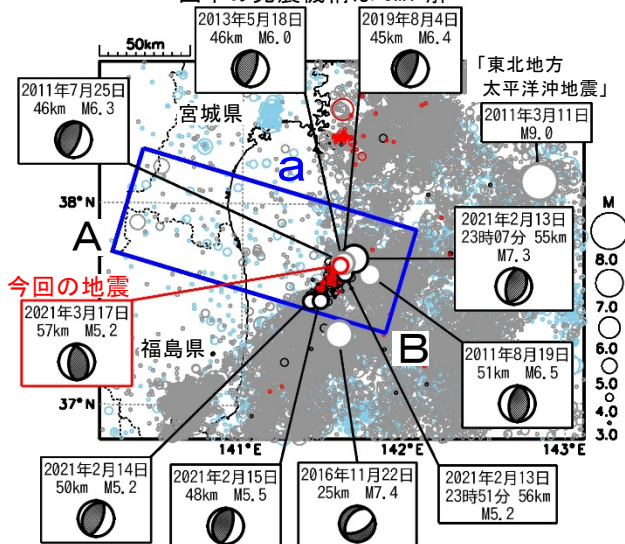 50km
2013年5月18日
46km M6.0
2019年8月4日
45km M6.4
「東北地方
太平洋沖地震」
2011年3月11日
M9.0
2011年7月25日
46km M6.3
宮城県
a
38°N
A
M
8.0
7.0
6.0
5.0
4.0
3.0
2021年2月13日
23時07分 55km
M7.3
今回の地震
2021年3月17日
57km M5.2
福島県
B
2011年8月19日
51km M6.5
37°N
141°E
142°E
143°E
2021年2月14日
50km M5.2
2021年2月15日
48km M5.5
2016年11月22日
25km M7.4
2021年2月13日
23時51分 56km
M5.2